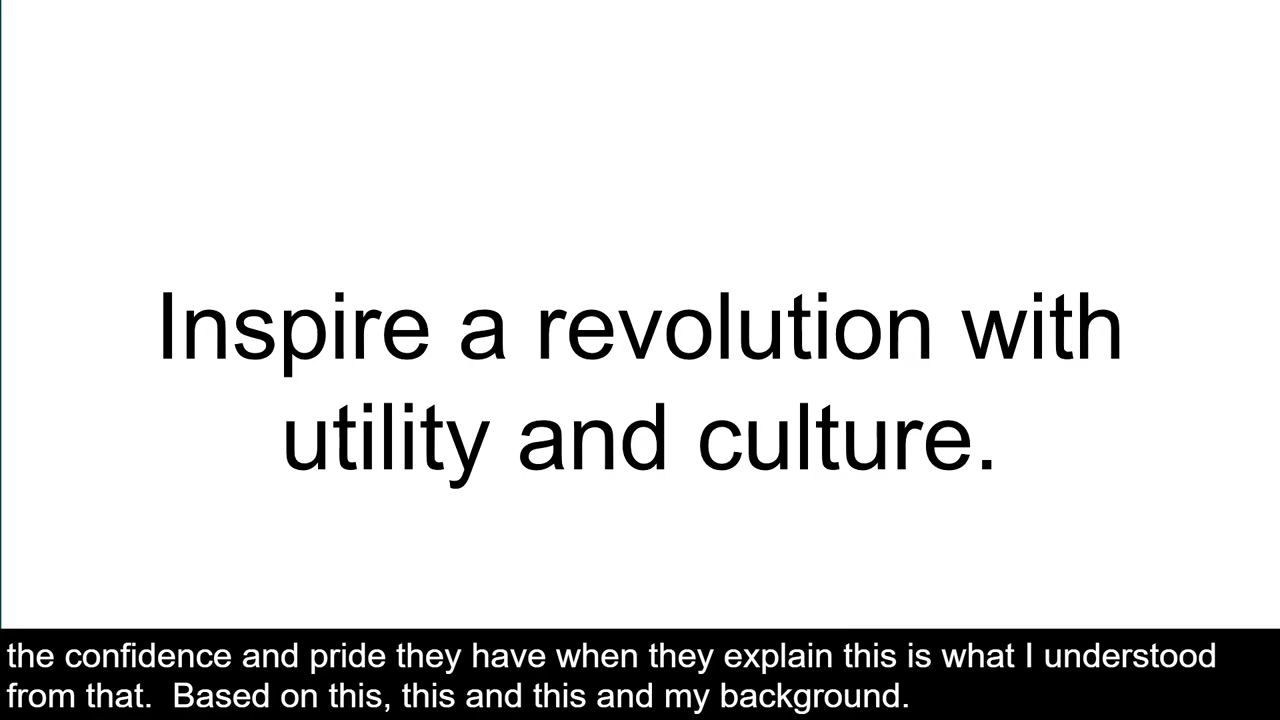 Inspire a revolution with
utility and culture.
the confidence and pride they have when they explain this is what I understood
from that.  Based on this, this and this and my background.